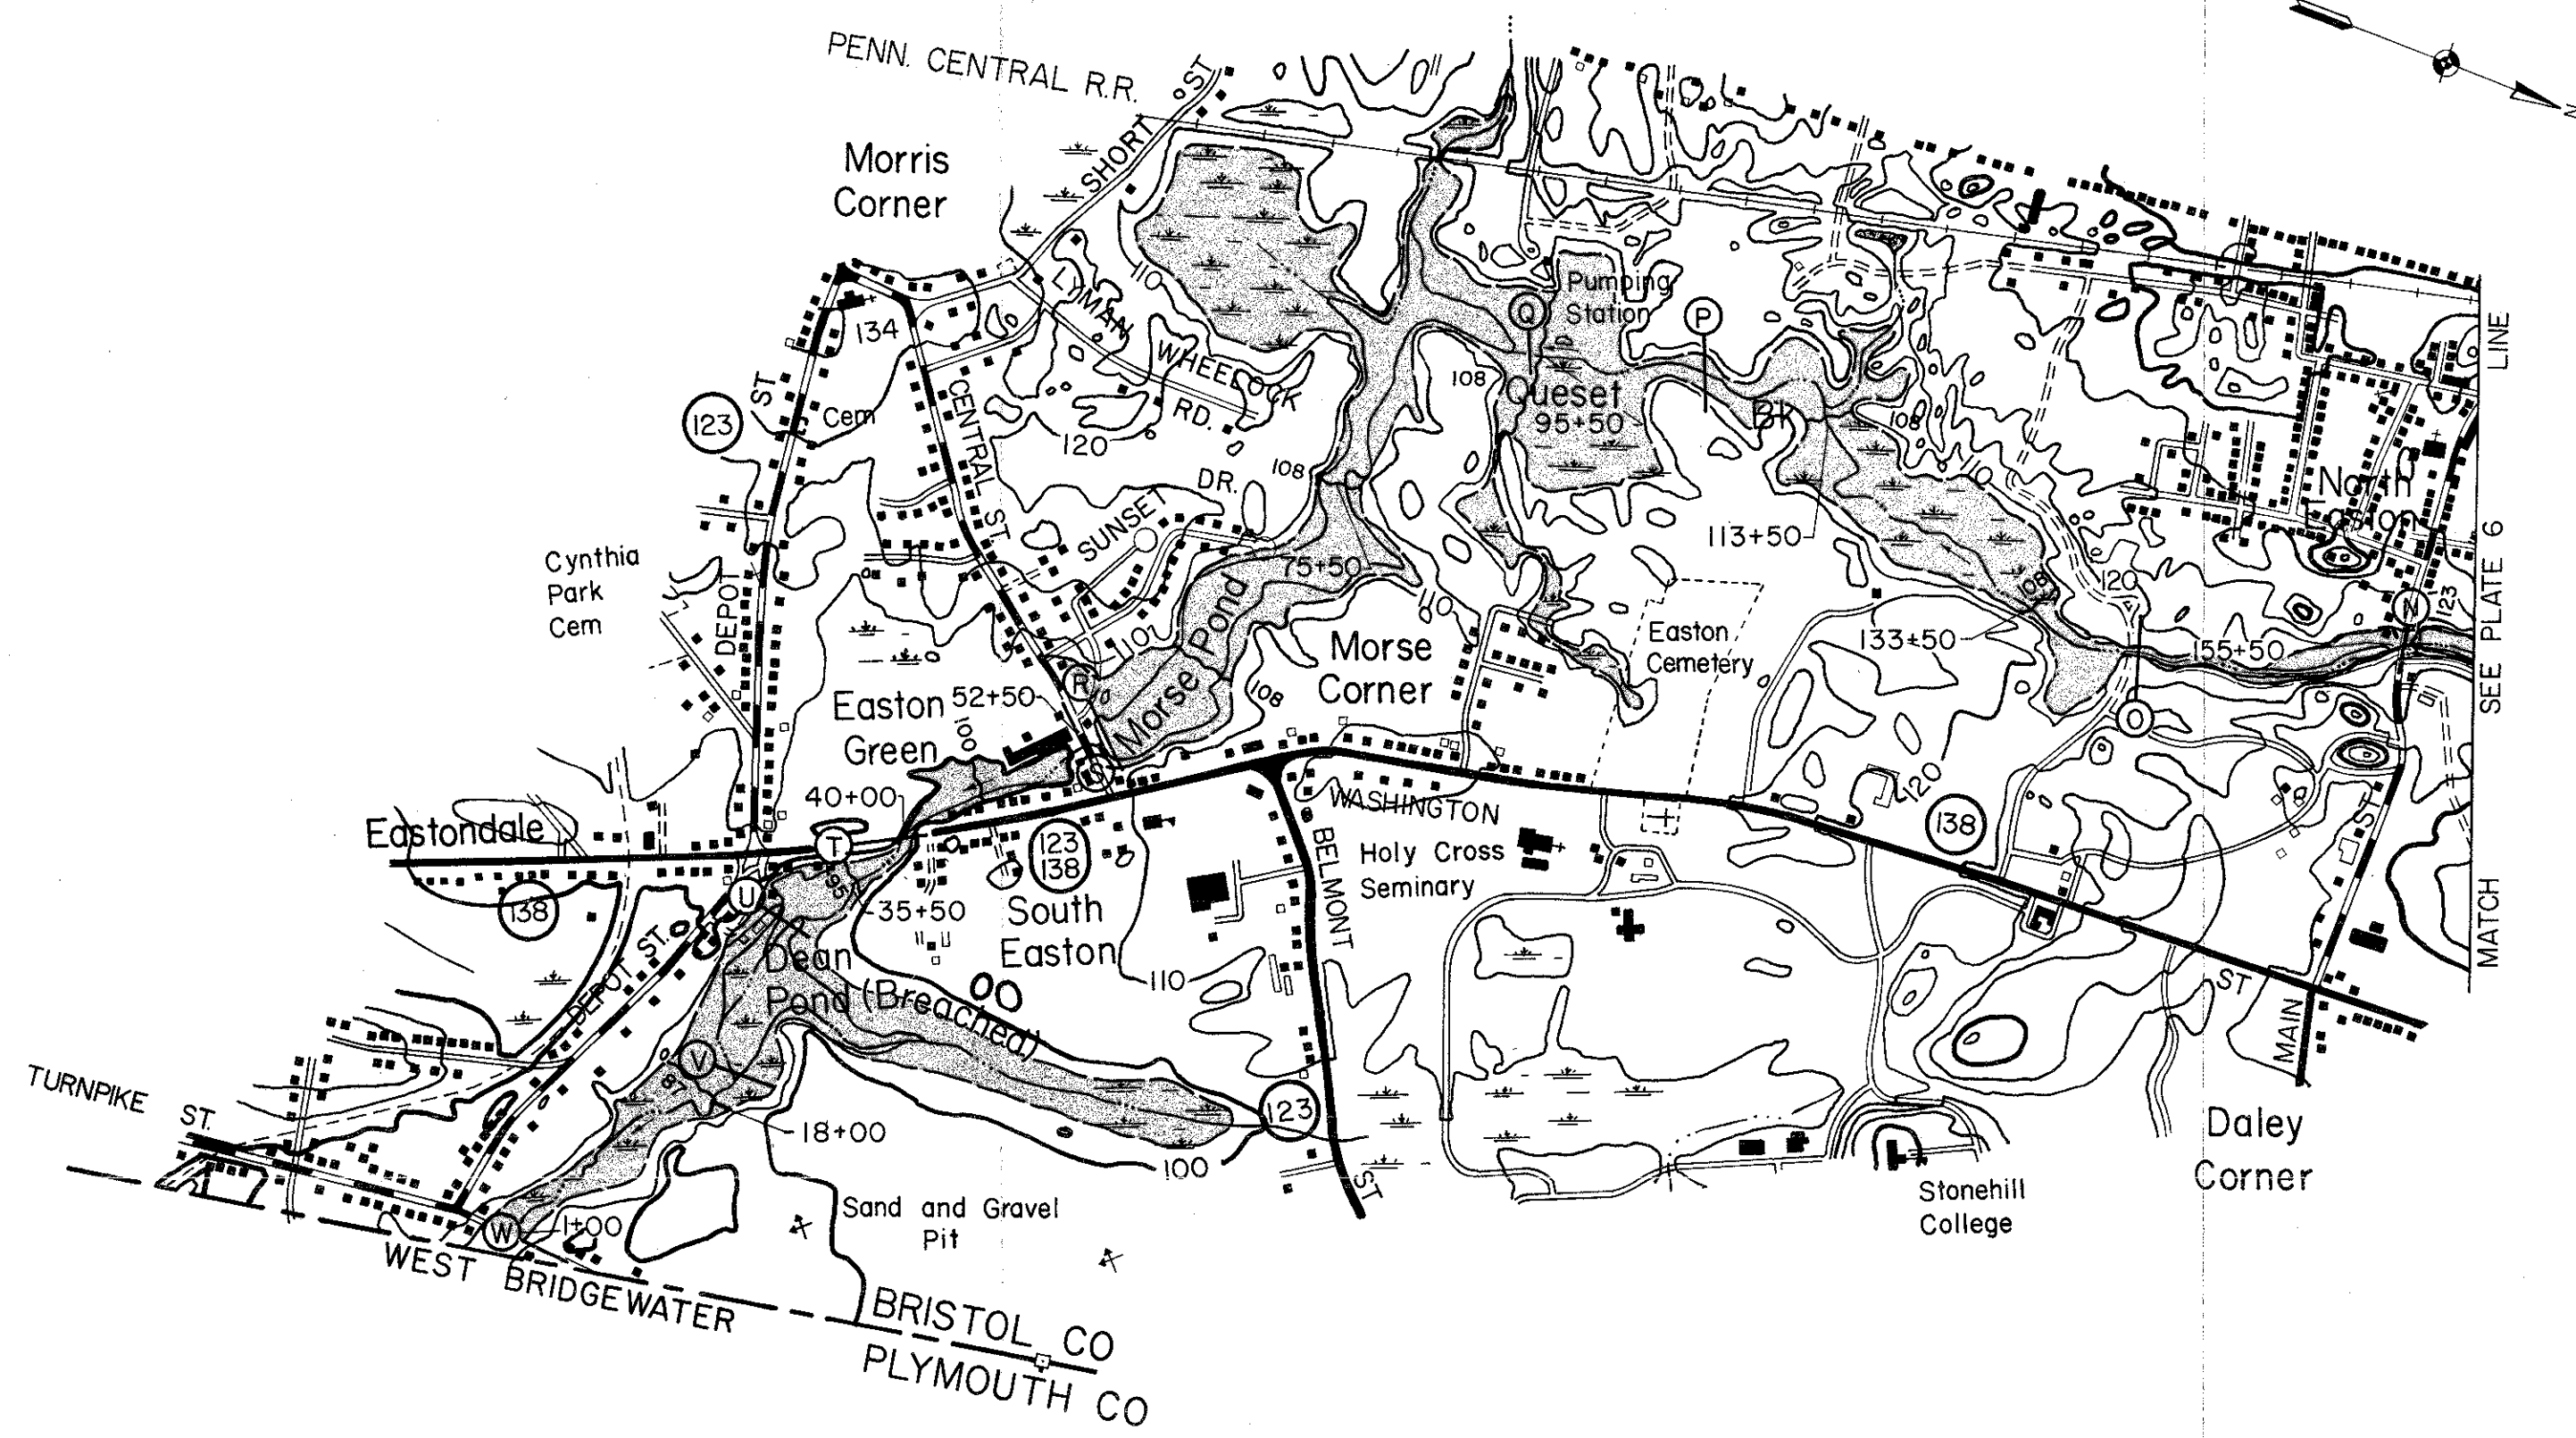 PENN. CENTRAL R.R.
SHORT ST
N
Morris
Corner
134
LYMAN
WHEELOCK
RD.
110
Pumping
Station
Q
P
LINE
123
ST
Cem
CENTRAL
ST.
120
108
Queset
95+50
Bk
108
110
North
Easton
108
SUNSET
DR.
113+50
Cynthia
Park
Cem
DEPOT
75+50
110
110
Morse Pond
Morse
Corner
Easton
Cemetery
133+50
108
120
155+50
N
123
SEE PLATE 6
R
Easton
Green
52+50
100
108
S
O
40+00
Eastondale
T
123
138
WASHINGTON
BELMONT
Holy Cross
Seminary
120
138
ST
138
U
95
35+50
South
Easton
MATCH
DEPOT ST.
Dean
Pond (Breached)
110
ST
MAIN
TURNPIKE ST.
V
87
18+00
123
100
ST
Daley
Corner
W
1+00
Sand and Gravel
Pit
Stonehill
College
WEST BRIDGEWATER
BRISTOL CO
PLYMOUTH CO